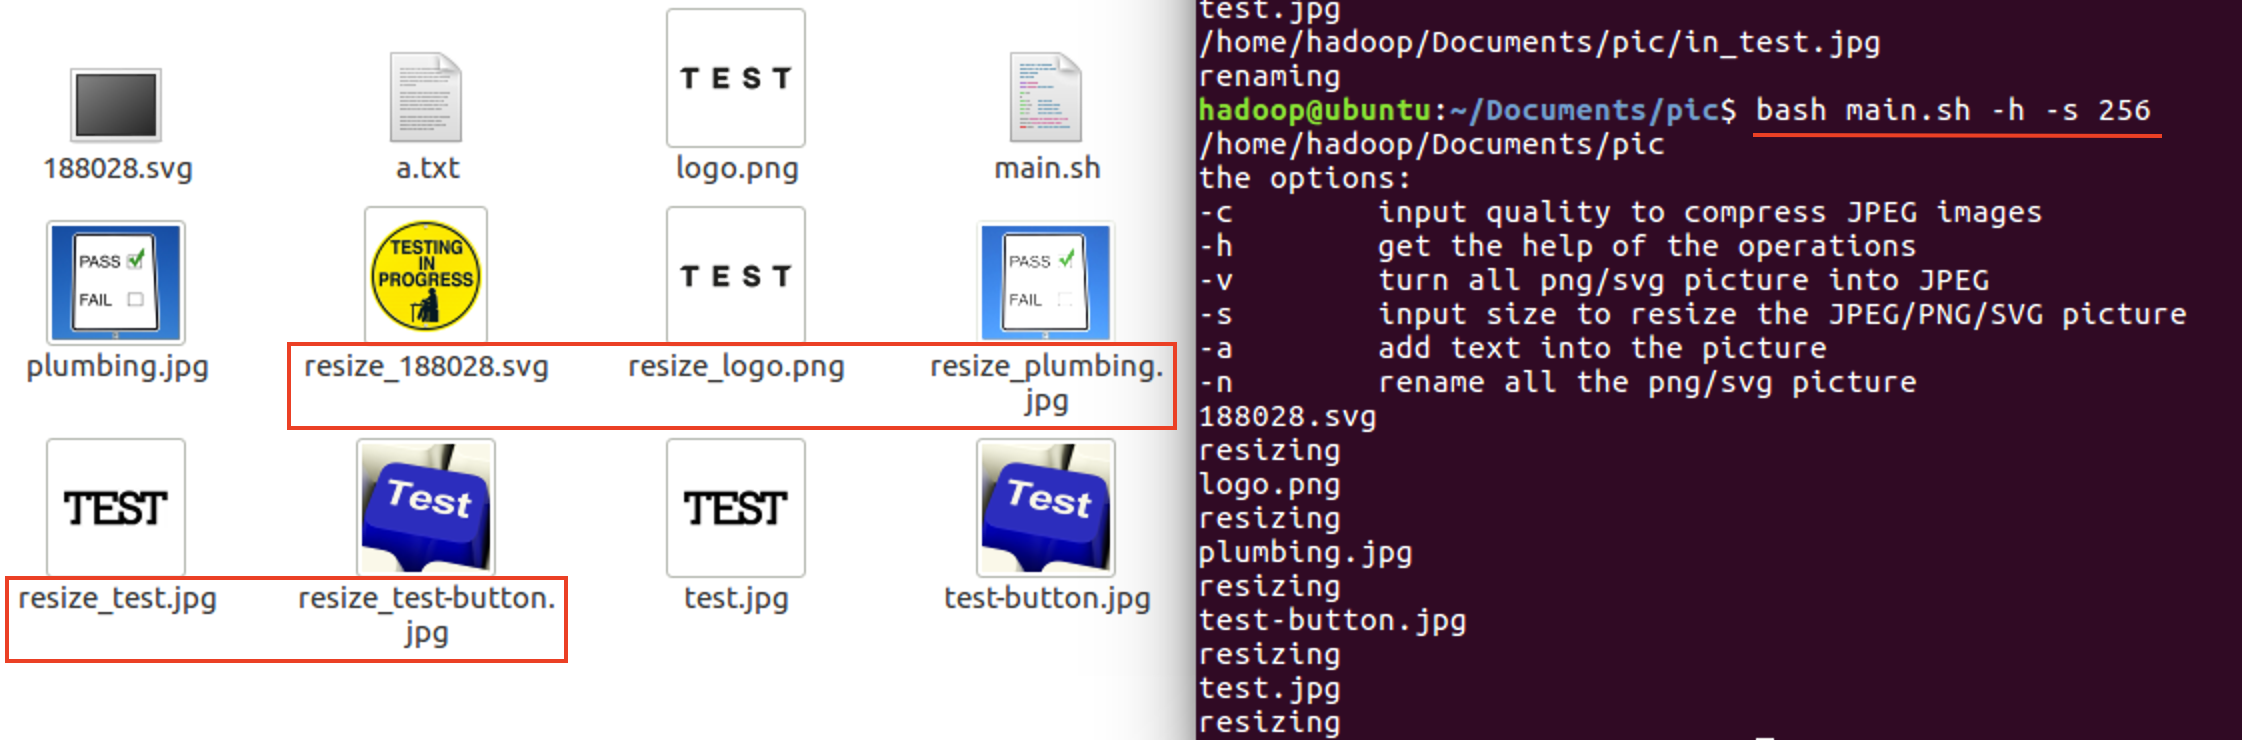 TEST
188028.svg
a.txt
logo.png
main.sh
PASS
FAIL
TESTING
IN
PROGRESS
TEST
PASS
FAIL
plumbing.jpg
resize_188028.svg
resize_logo.png
resize_plumbing.
jpg
TEST
Test
TEST
Test
resize_test.jpg
resize_test-button.
jpg
test.jpg
test-button.jpg
test.jpg
/home/hadoop/Documents/pic/in_test.jpg
renaming
hadoop@ubuntu:~/Documents/pic$ bash main.sh -h -s 256
/home/hadoop/Documents/pic
the options:
-c        input quality to compress JPEG images
-h        get the help of the operations
-v        turn all png/svg picture into JPEG
-s        input size to resize the JPEG/PNG/SVG picture
-a        add text into the picture
-n        rename all the png/svg picture
188028.svg
resizing
logo.png
resizing
plumbing.jpg
resizing
test-button.jpg
resizing
test.jpg
resizing